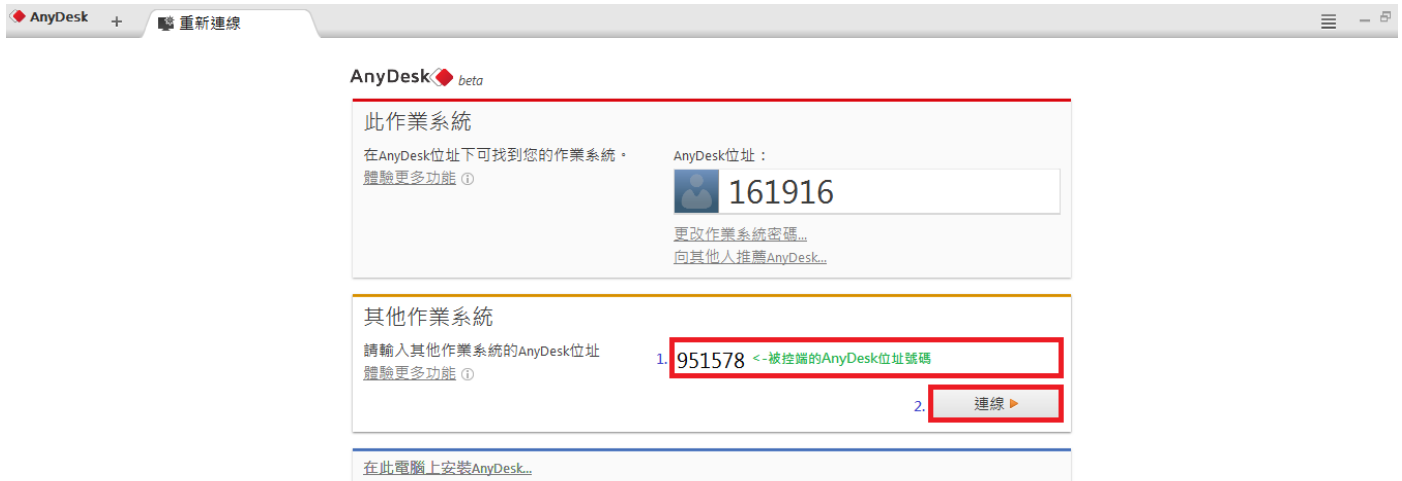 AnyDesk + 重新連線
AnyDesk beta
此作業系統
在AnyDesk位址下可找到您的作業系統。
體驗更多功能
AnyDesk位址：
161916
更改作業系統密碼...
向其他人推薦AnyDesk...
其他作業系統
請輸入其他作業系統的AnyDesk位址
體驗更多功能
1. 951578 <-被控端的AnyDesk位址號碼
2. 連線
在此電腦上安裝AnyDesk...